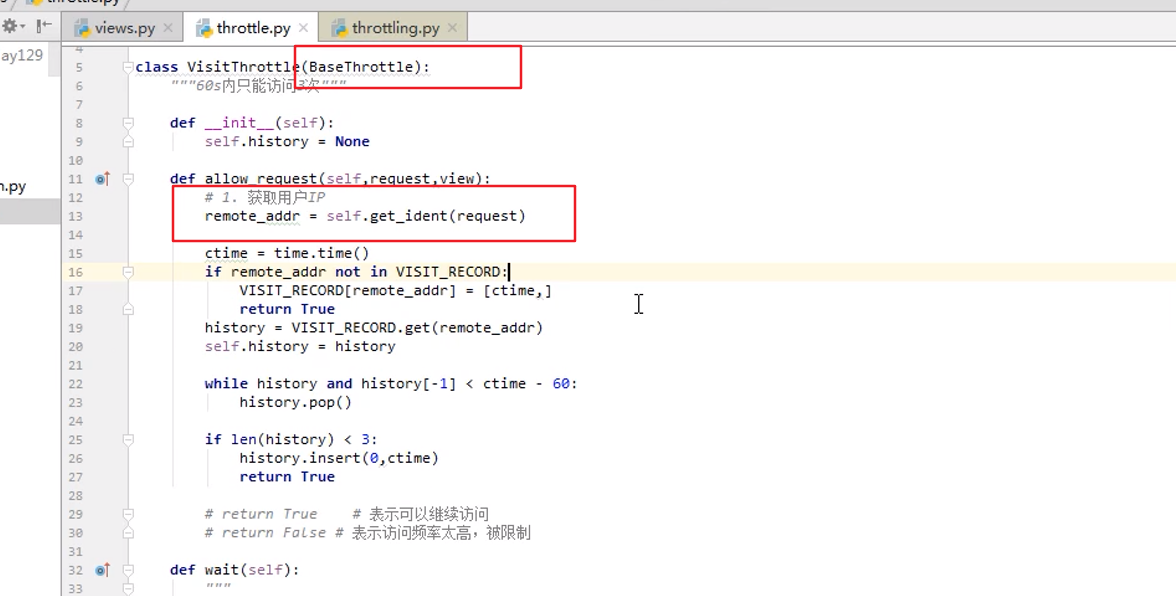 throttle.py
views.py
throttle.py
throttling.py
ay129
n.py
4
5 class VisitThrottle(BaseThrottle):
6 """60s内只能访问3次"""
7
8 def __init__(self):
9 self.history = None
10
11 def allow_request(self,request,view):
12 # 1. 获取用户IP
13 remote_addr = self.get_ident(request)
14
15 ctime = time.time()
16 if remote_addr not in VISIT_RECORD:
17 VISIT_RECORD[remote_addr] = [ctime,]
18 return True
19 history = VISIT_RECORD.get(remote_addr)
20 self.history = history
21
22 while history and history[-1] < ctime - 60:
23 history.pop()
24
25 if len(history) < 3:
26 history.insert(0,ctime)
27 return True
28
29 # return True # 表示可以继续访问
30 # return False # 表示访问频率太高，被限制
31
32 def wait(self):
33 """